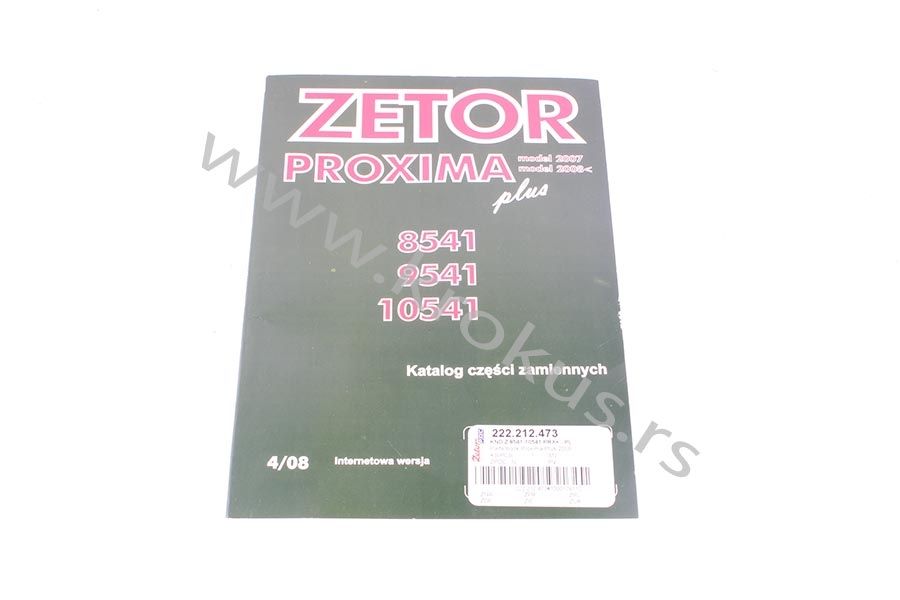 ZETOR
PROXIMA
model 2007
model 2008<
plus
8541
9541
10541
Katalog części zamiennych
222.212.473
4/08 Internetowa wersja
www.krokus.rs